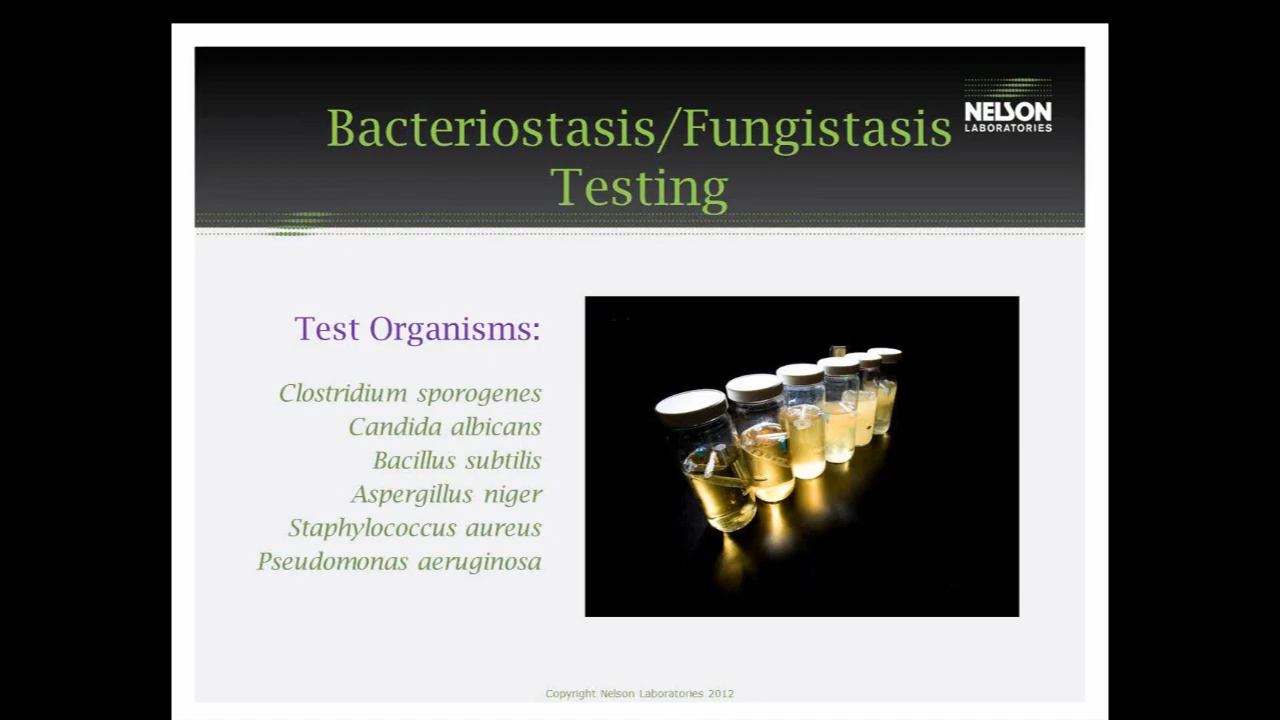 Bacteriostasis/Fungistasis
Testing
NELSON
LABORATORIES
Test Organisms:
Clostridium sporogenes
Candida albicans
Bacillus subtilis
Aspergillus niger
Staphylococcus aureus
Pseudomonas aeruginosa
Copyright Nelson Laboratories 2012